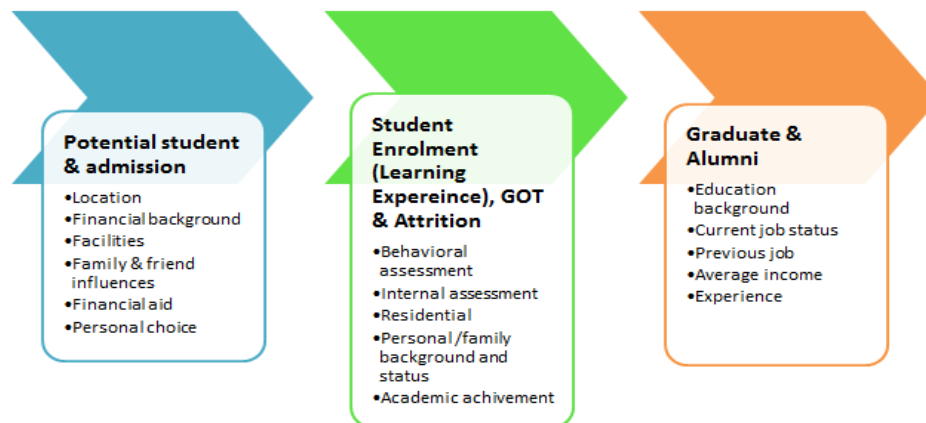 Potential student
& admission
•Location
•Financial background
•Facilities
•Family & friend
influences
•Financial aid
•Personal choice
Student
Enrolment
(Learning
Expereince), GOT
& Attrition
•Behavioral
assessment
•Internal assessment
•Residential
•Personal /family
background and
status
•Academic achivement
Graduate &
Alumni
•Education
background
•Current job status
•Previous job
•Average income
•Experience